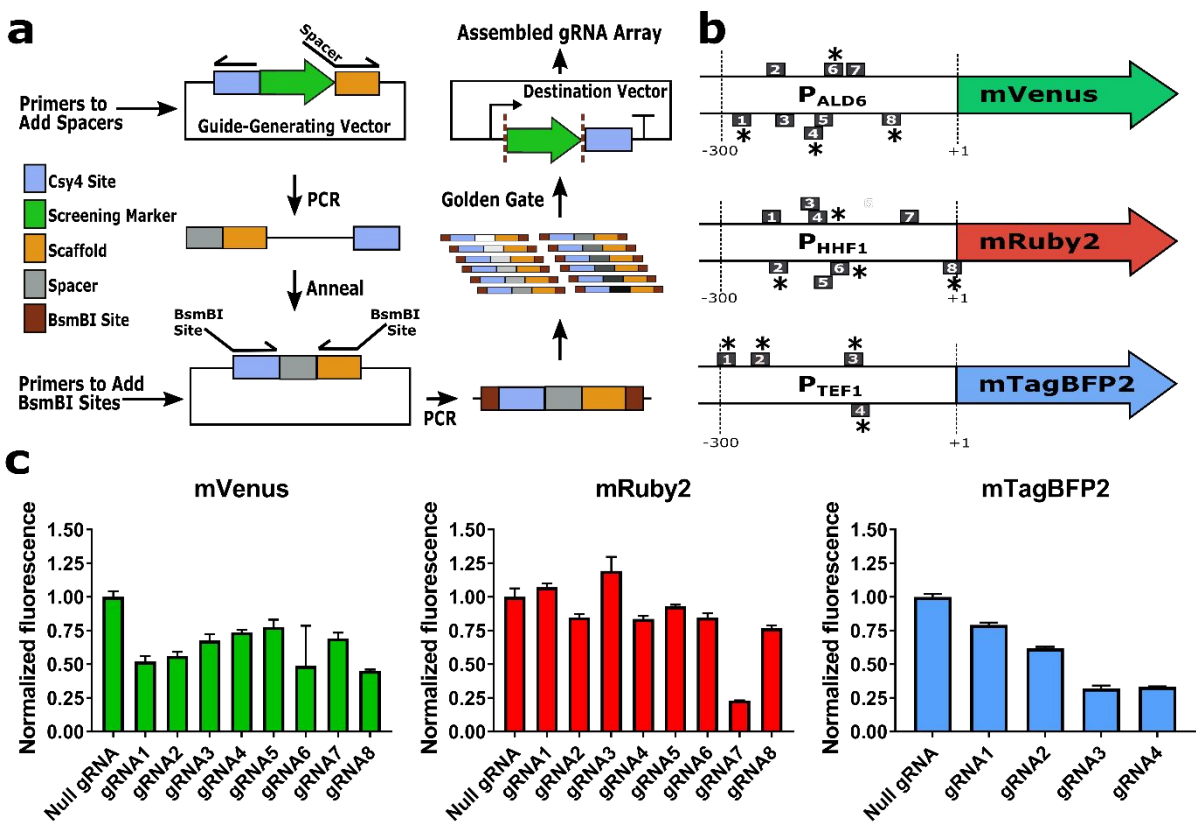 a
Assembled gRNA Array
Spacer
Primers to
Add Spacers
Guide-Generating Vector
Destination Vector
Csy4 Site
Screening Marker
Scaffold
Spacer
BsmBI Site
PCR
Golden Gate
Anneal
BsmBI
Site
BsmBI
Site
Primers to Add
BsmBI Sites
PCR
b
*
2 6 7
PALD6
mVenus
1 3 5 8
4
* * *
-300 +1
3
1 4 * 7
PHHF1
mRuby2
2 6 8
5
* * *
-300 +1
* * *
1 2 3
PTEF1
mTagBFP2
4
*
-300 +1
c
mVenus
Normalized fluorescence
1.50
1.25
1.00
0.75
0.50
0.25
0.00
Null gRNA
gRNA1
gRNA2
gRNA3
gRNA4
gRNA5
gRNA6
gRNA7
gRNA8
mRuby2
Normalized fluorescence
1.50
1.25
1.00
0.75
0.50
0.25
0.00
Null gRNA
gRNA1
gRNA2
gRNA3
gRNA4
gRNA5
gRNA6
gRNA7
gRNA8
mTagBFP2
Normalized fluorescence
1.50
1.25
1.00
0.75
0.50
0.25
0.00
Null gRNA
gRNA1
gRNA2
gRNA3
gRNA4